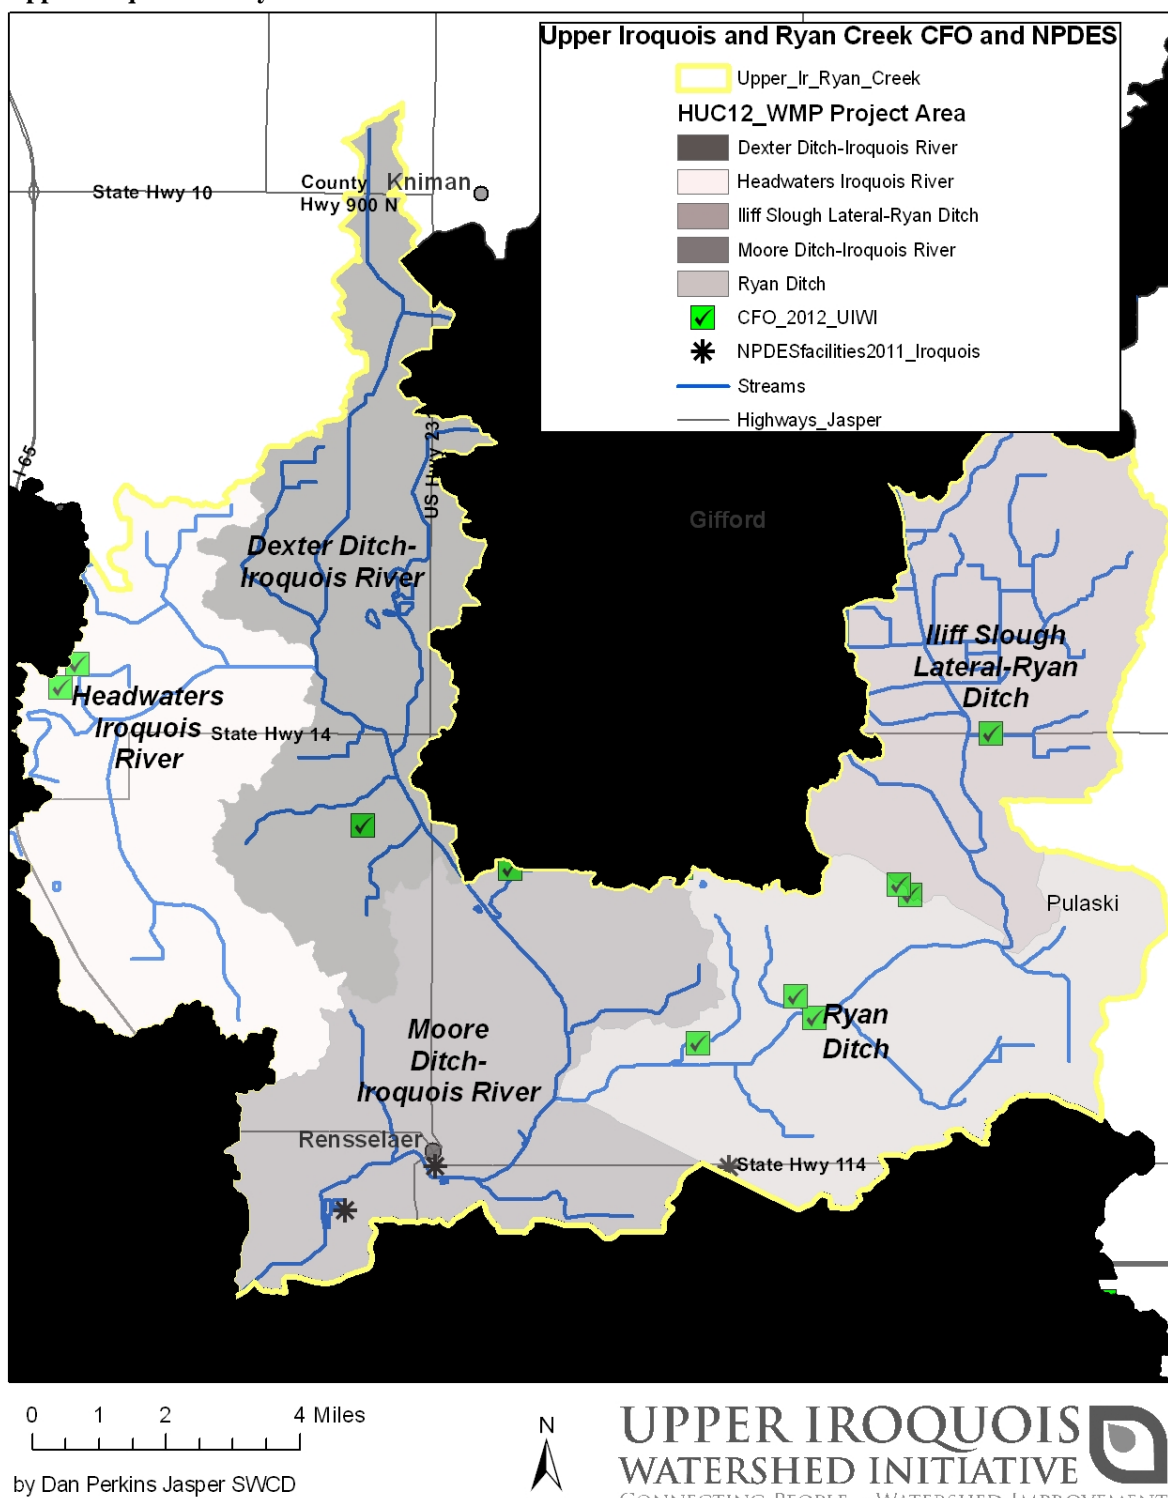 Upper Iroquois and Ryan Creek CFO and NPDES
Upper_Ir_Ryan_Creek
HUC12_WMP Project Area
Dexter Ditch-Iroquois River
Headwaters Iroquois River
Iliff Slough Lateral-Ryan Ditch
Moore Ditch-Iroquois River
Ryan Ditch
CFO_2012_UIWI
NPDESfacilities2011_Iroquois
Streams
Highways_Jasper
State Hwy 10
County
Hwy 900 N
Kniman
I 65
US Hwy 23
Gifford
Dexter Ditch-
Iroquois River
Iliff Slough
Lateral-Ryan
Ditch
Headwaters
Iroquois
River
State Hwy 14
Pulaski
Ryan
Ditch
Moore
Ditch-
Iroquois River
Rensselaer
State Hwy 114
0 1 2 4 Miles
by Dan Perkins Jasper SWCD
N
UPPER IROQUOIS
WATERSHED INITIATIVE